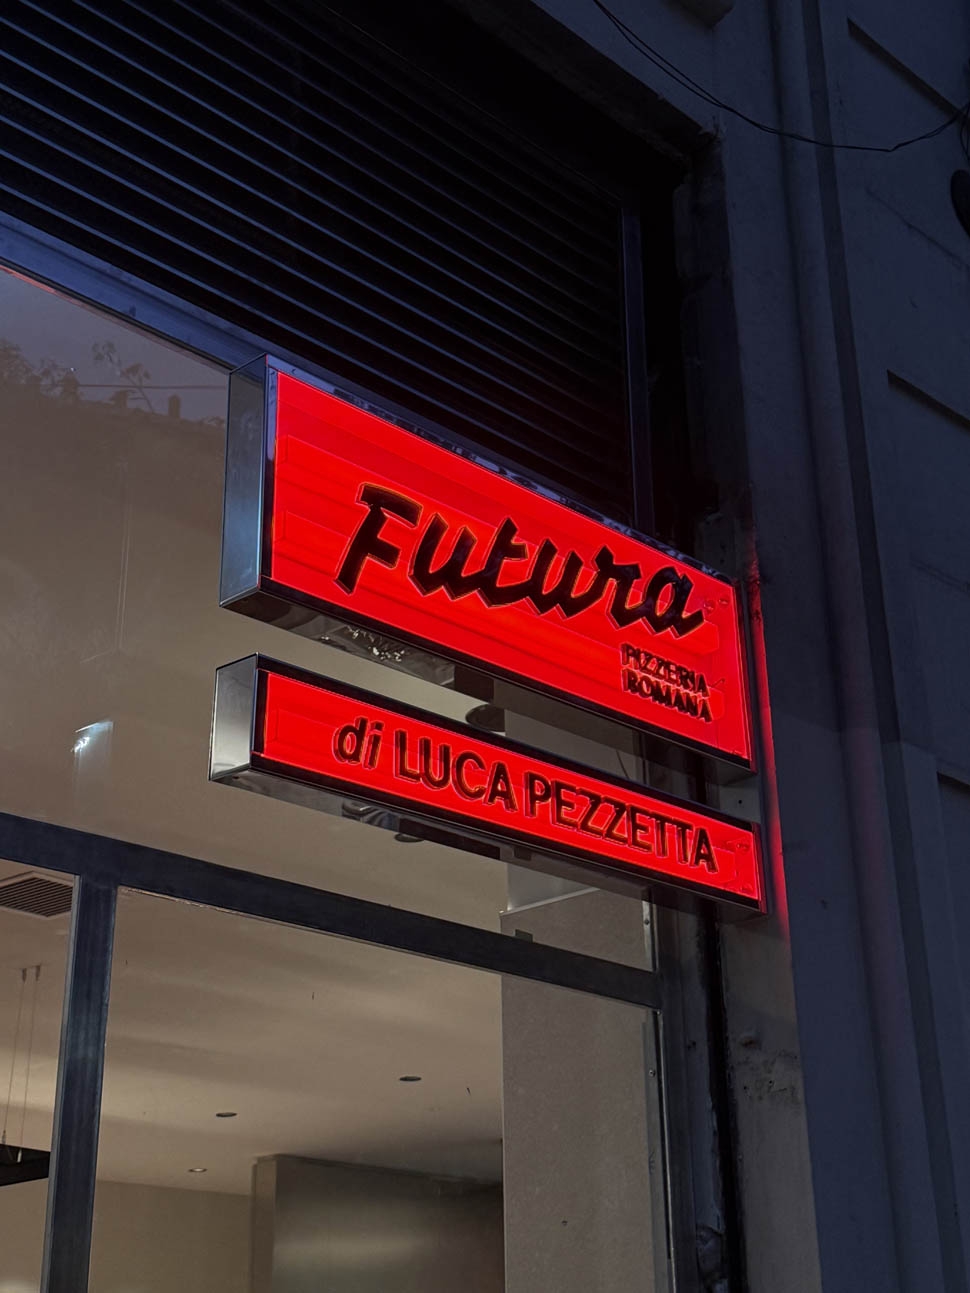 Futura
PIZZERIA
ROMANA
di LUCA PEZZETTA